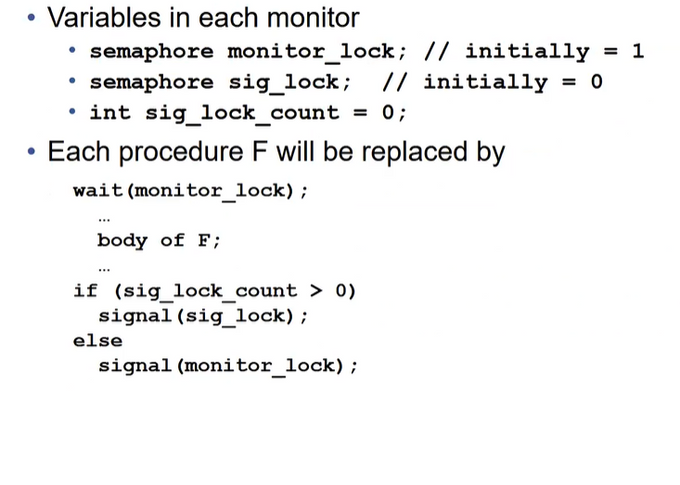 • Variables in each monitor
• semaphore monitor_lock; // initially = 1
• semaphore sig_lock;  // initially = 0
• int sig_lock_count = 0;
• Each procedure F will be replaced by
wait(monitor_lock);
…
body of F;
…
if (sig_lock_count > 0)
signal(sig_lock);
else
signal(monitor_lock);